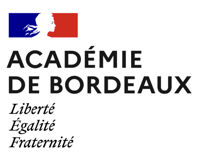 ACADÉMIE
DE BORDEAUX
Liberté
Égalité
Fraternité